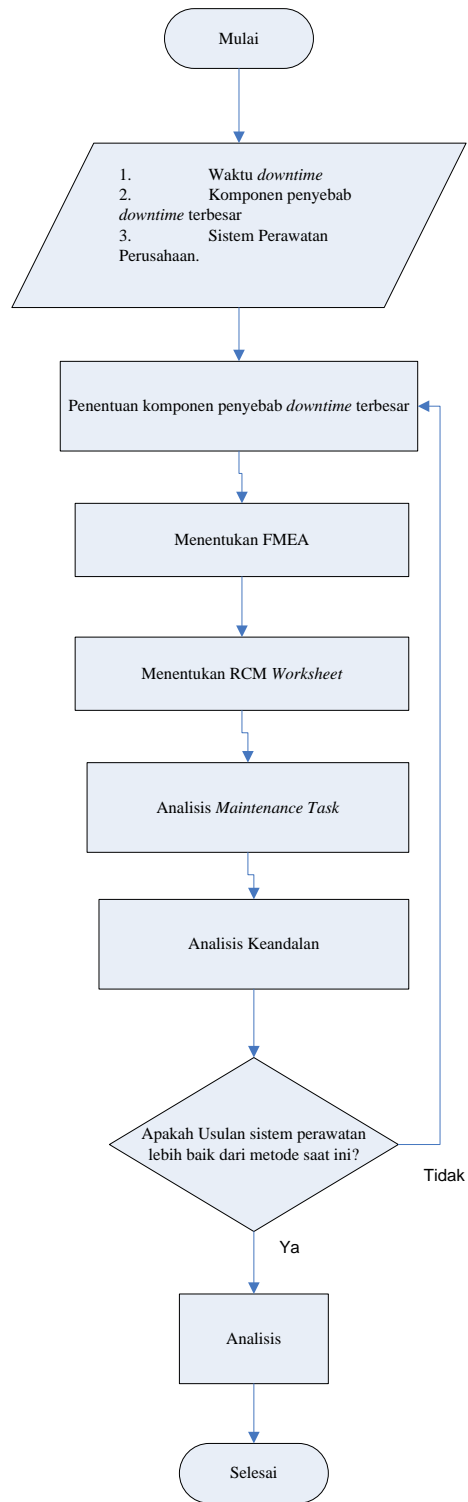 Mulai
1. Waktu downtime
2. Komponen penyebab
downtime terbesar
3. Sistem Perawatan
Perusahaan.
Penentuan komponen penyebab downtime terbesar
Menentukan FMEA
Menentukan RCM Worksheet
Analisis Maintenance Task
Analisis Keandalan
Apakah Usulan sistem perawatan
lebih baik dari metode saat ini?
Tidak
Ya
Analisis
Selesai